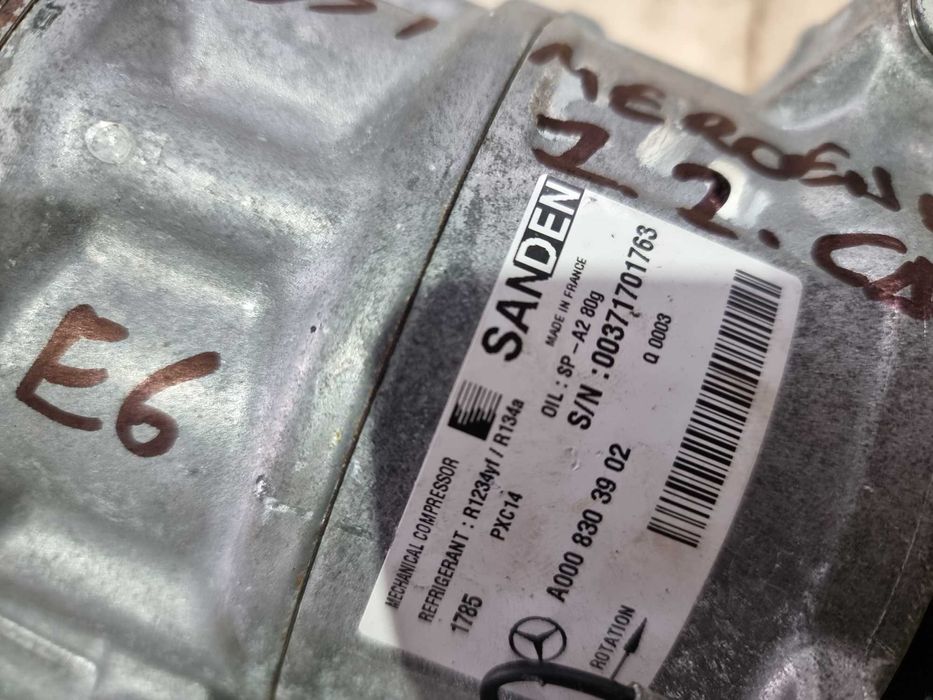 SANDEN
MADE IN FRANCE
MECHANICAL COMPRESSOR
REFRIGERANT : R1234yf / R134a
OIL : SP-A2 80g
1785
PXC14
S/N : 00371701763
A000 830 39 02
Q 0003
ROTATION
E6